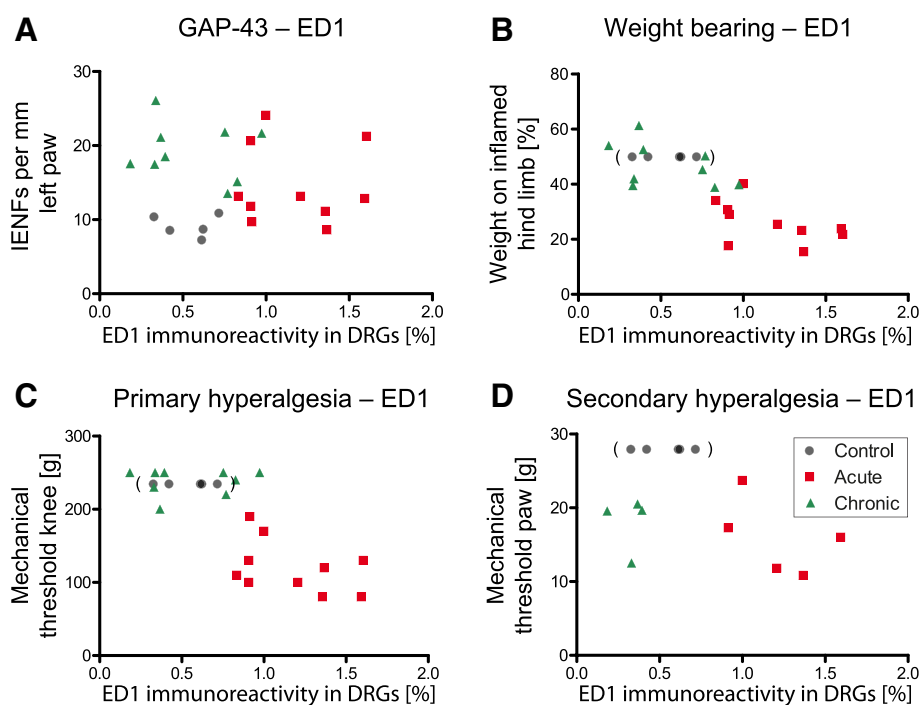 A
GAP-43 – ED1
IENFs per mm
left paw
30
20
10
0
0.0 0.5 1.0 1.5 2.0
ED1 immunoreactivity in DRGs [%]
B
Weight bearing – ED1
Weight on inflamed
hind limb [%]
80
60
40
20
0
( )
0.0 0.5 1.0 1.5 2.0
ED1 immunoreactivity in DRGs [%]
C
Primary hyperalgesia – ED1
Mechanical
threshold knee [g]
300
200
100
0
( )
0.0 0.5 1.0 1.5 2.0
ED1 immunoreactivity in DRGs [%]
D
Secondary hyperalgesia – ED1
Mechanical
threshold paw [g]
30
20
10
0
( )
Control
Acute
Chronic
0.0 0.5 1.0 1.5 2.0
ED1 immunoreactivity in DRGs [%]